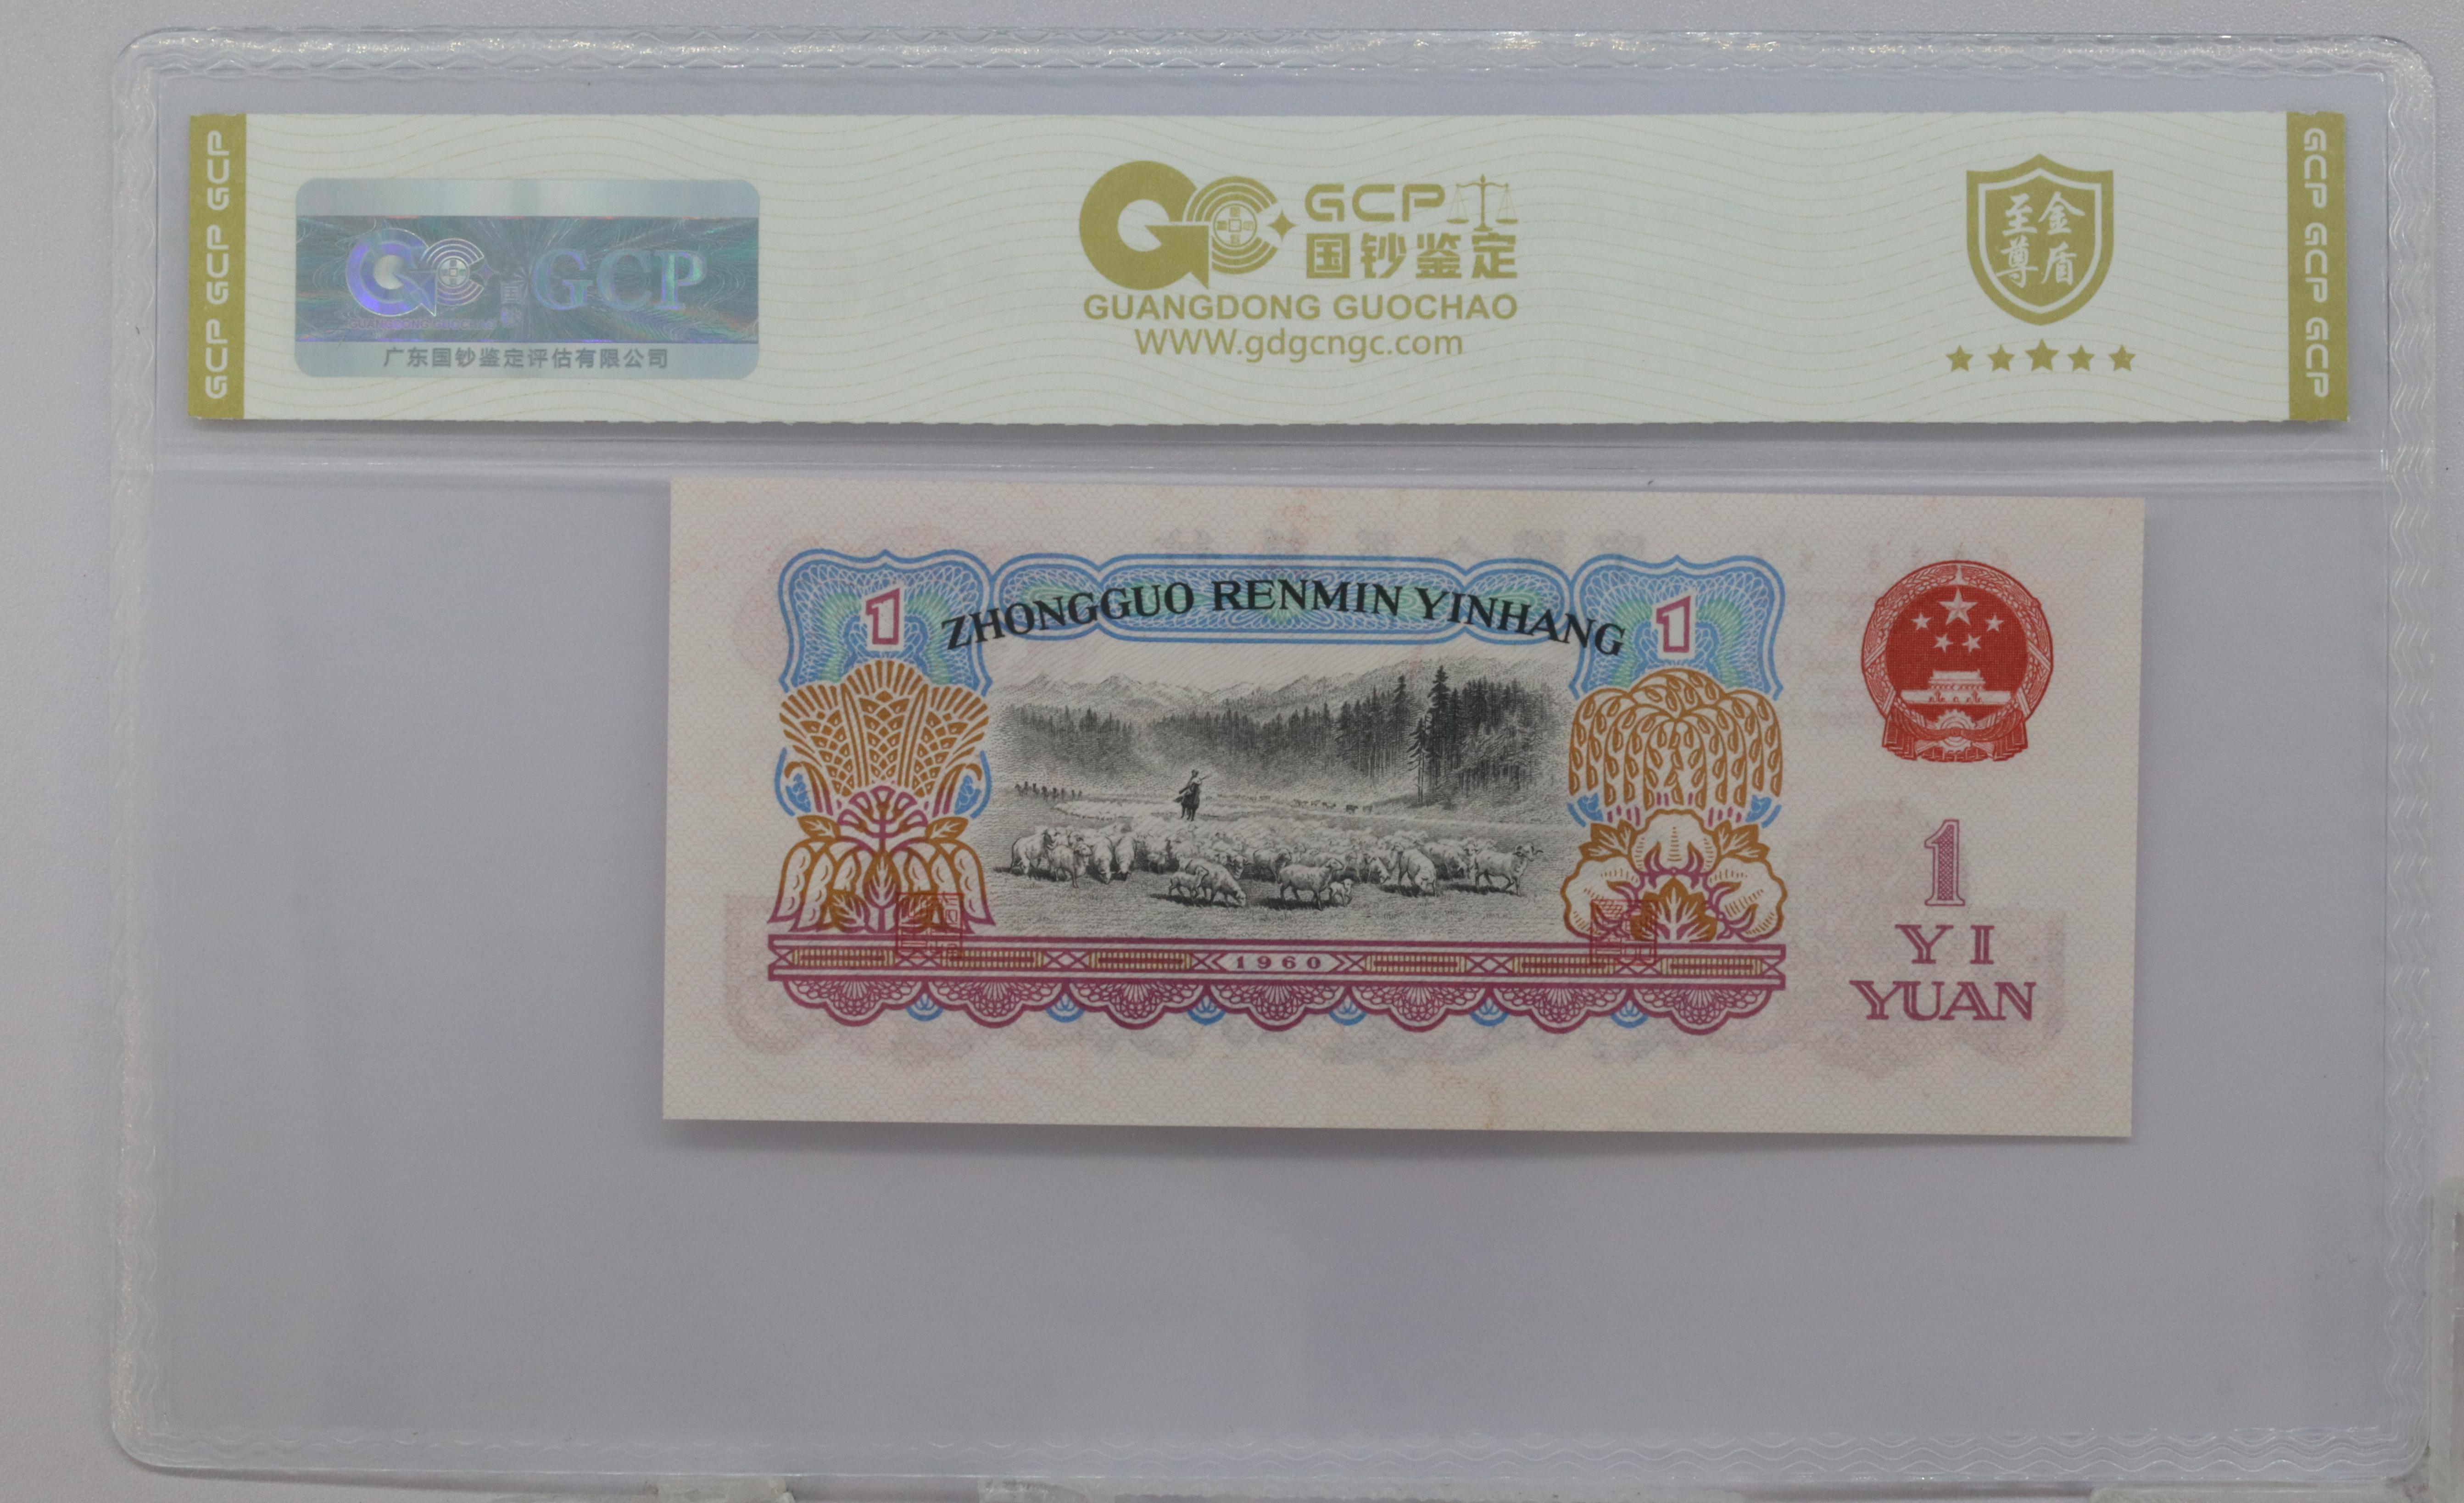 GCP GCP GCP
GUANGDONG GUOCHAO
GCP
广东国钞鉴定评估有限公司
GCP
国钞鉴定
GUANGDONG GUOCHAO
WWW.gdgcngc.com
至尊
金盾
GCP GCP GCP
ZHONGGUO RENMIN YINHANG
1
1
1960
1
YI
YUAN